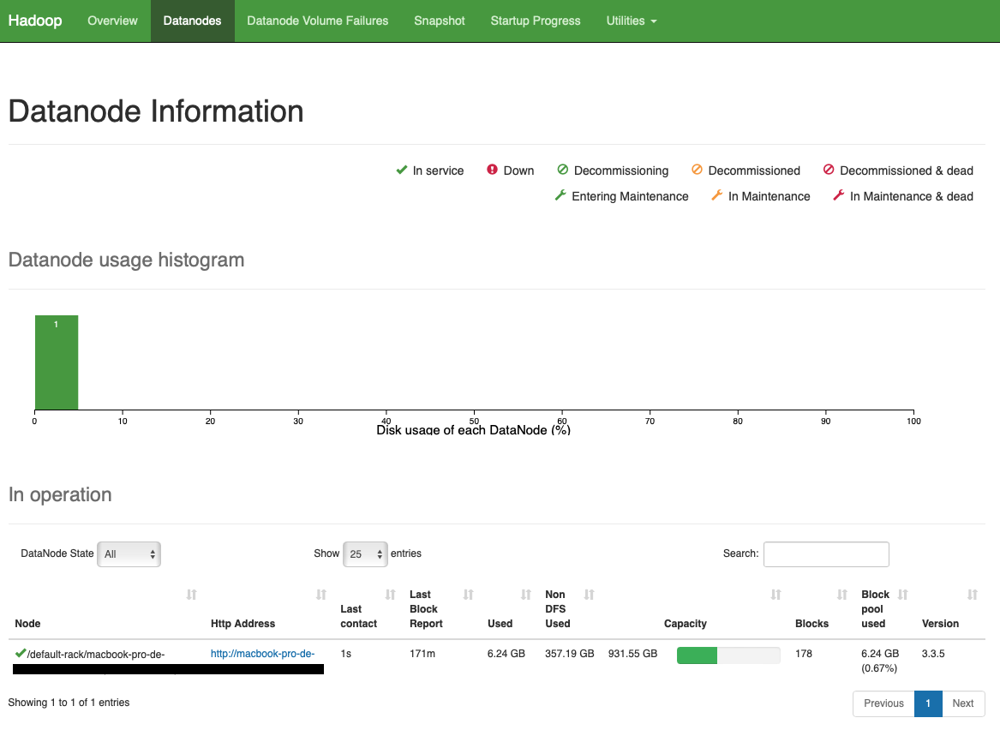 Hadoop Overview Datanodes Datanode Volume Failures Snapshot Startup Progress Utilities
Datanode Information
In service Down Decommissioning Decommissioned Decommissioned & dead
Entering Maintenance In Maintenance In Maintenance & dead
Datanode usage histogram
1
0 10 20 30 40 50 60 70 80 90 100
Disk usage of each DataNode (%)
In operation
DataNode State All Show 25 entries Search:
Node Http Address Last contact Last Block Report Used Non DFS Used Capacity Blocks Block pool used Version
/default-rack/macbook-pro-de- http://macbook-pro-de- 1s 171m 6.24 GB 357.19 GB 931.55 GB 178 6.24 GB (0.67%) 3.3.5
Showing 1 to 1 of 1 entries Previous 1 Next